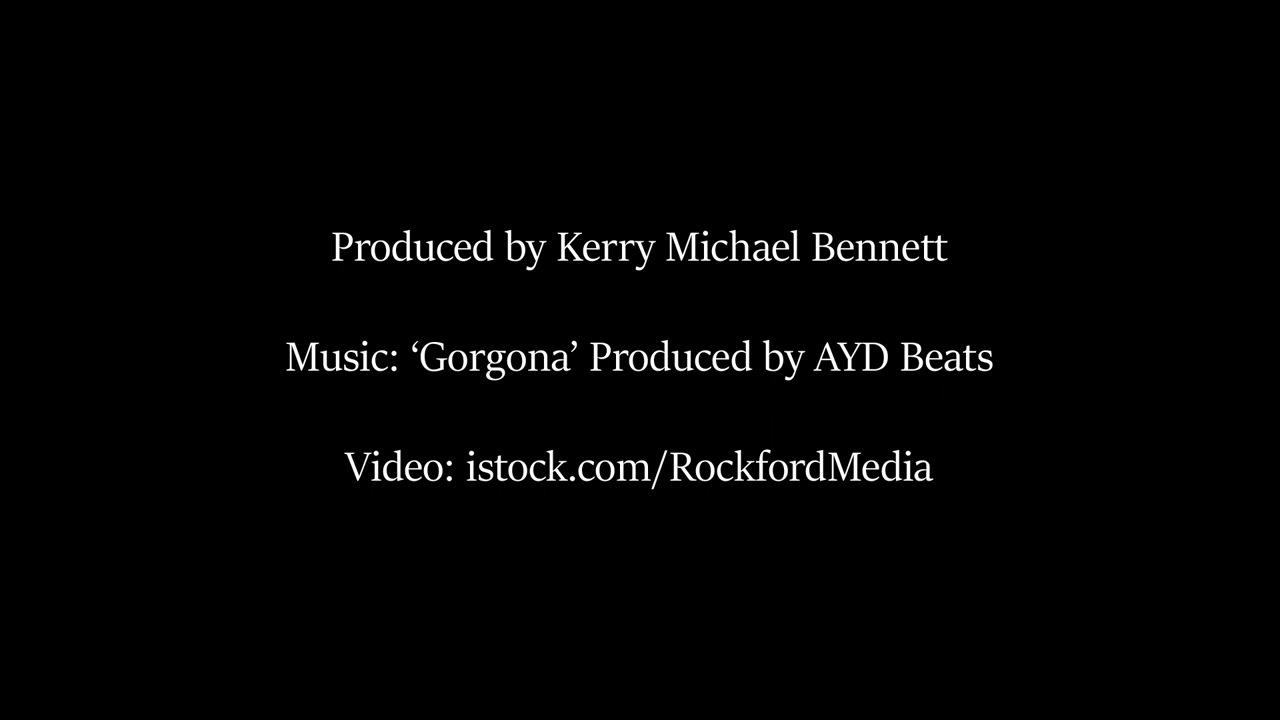 Produced by Kerry Michael Bennett
Music: ‘Gorgona’ Produced by AYD Beats
Video: istock.com/RockfordMedia